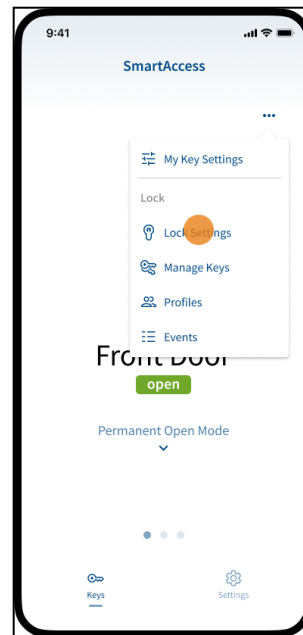 9:41
SmartAccess
My Key Settings
Lock
Lock Settings
Manage Keys
Profiles
Events
Front Door
open
Permanent Open Mode
Keys
Settings